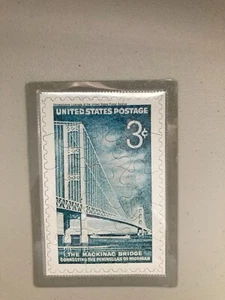 UNITED STATES POSTAGE
3¢
THE MACKINAC BRIDGE
CONNECTING THE PENINSULAS OF MICHIGAN